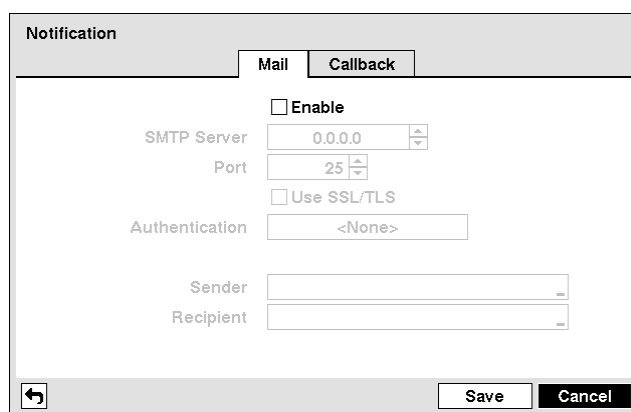 Notification
Mail Callback
Enable
SMTP Server 0.0.0.0
Port 25
Use SSL/TLS
Authentication <None>
Sender
Recipient
Save Cancel